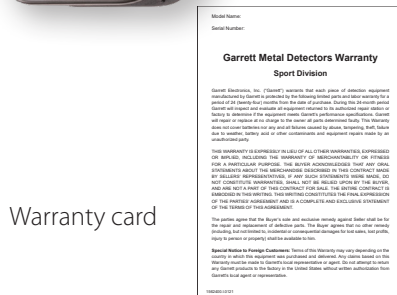 Model Name:
Serial Number:
Garrett Metal Detectors Warranty
Sport Division
Garrett Electronics, Inc. ("Garrett") warrants that each piece of detection equipment
manufactured by Garrett is protected by the following limited parts and labor warranty for a
period of 24 (twenty-four) months from the date of purchase. During this 24-month period
Garrett will inspect and evaluate all equipment returned to its authorized repair station or
factory to determine if the equipment meets Garrett's performance specifications. Garrett
will repair or replace at no charge to the owner all parts determined faulty. This Warranty
does not cover batteries nor any and all failures caused by abuse, tampering, theft, failure
due to weather, battery acid or other contaminants and equipment repairs made by an
unauthorized party.
THIS WARRANTY IS EXPRESSLY IN LIEU OF ALL OTHER WARRANTIES, EXPRESSED
OR IMPLIED, INCLUDING THE WARRANTY OF MERCHANTABILITY OR FITNESS
FOR A PARTICULAR PURPOSE. THE BUYER ACKNOWLEDGES THAT ANY ORAL
STATEMENTS ABOUT THE MERCHANDISE DESCRIBED IN THIS CONTRACT MADE
BY SELLERS' REPRESENTATIVES, IF ANY SUCH STATEMENTS WERE MADE, DO
NOT CONSTITUTE WARRANTIES, SHALL NOT BE RELIED UPON BY THE BUYER,
AND ARE NOT A PART OF THIS CONTRACT FOR SALE. THE ENTIRE CONTRACT IS
EMBODIED IN THIS WRITING. THIS WRITING CONSTITUTES THE FINAL EXPRESSION
OF THE PARTIES' AGREEMENT AND IS A COMPLETE AND EXCLUSIVE STATEMENT
OF THE TERMS OF THIS AGREEMENT.
The parties agree that the Buyer's sole and exclusive remedy against Seller shall be for
the repair and replacement of defective parts. The Buyer agrees that no other remedy
(including, but not limited to, incidental or consequential damages for lost sales, lost profits,
injury to person or property) shall be available to him.
Special Notice to Foreign Customers: Terms of this Warranty may vary depending on the
country in which this equipment was purchased and delivered. Any claims based on this
Warranty must be made to Garrett's local representative or agent. Do not attempt to return
any Garrett products to the factory in the United States without written authorization from
Garrett's local agent or representative.
Warranty card